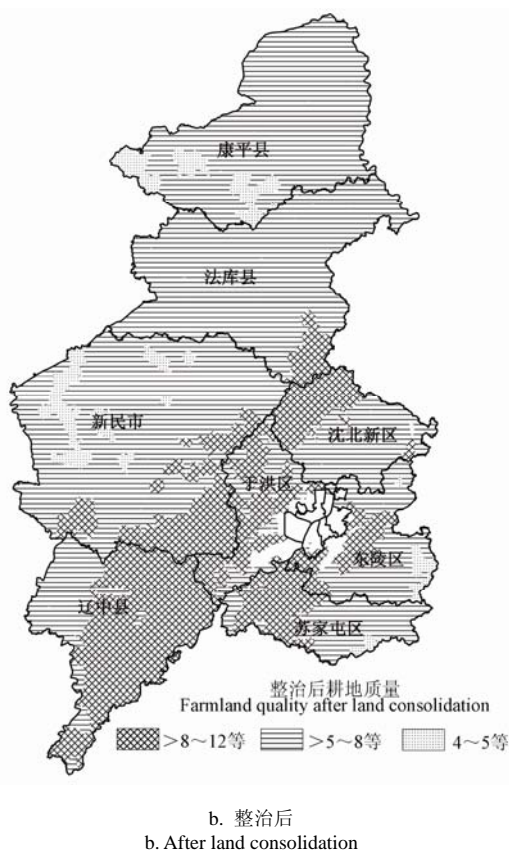 康平县
法库县
新民市
沈北新区
于洪区
东陵区
辽中县
苏家屯区
整治后耕地质量
Farmland quality after land consolidation
>8～12等 >5～8等 4～5等
b. 整治后
b. After land consolidation